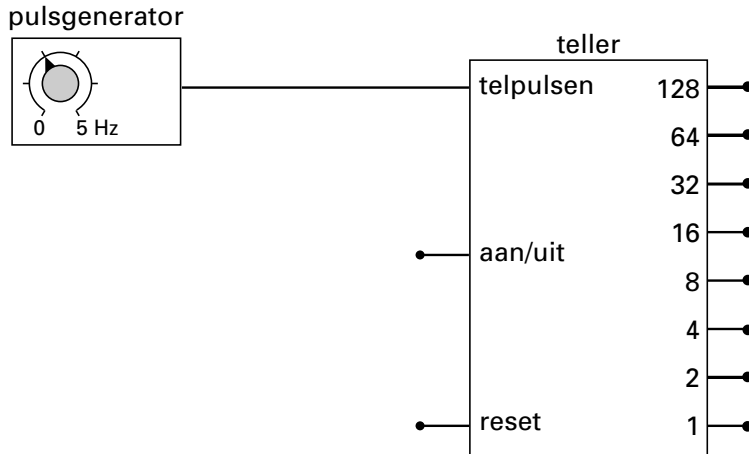 pulsgenerator
0 5 Hz
teller
telpulsen 128
64
32
16
aan/uit
8
4
2
reset 1